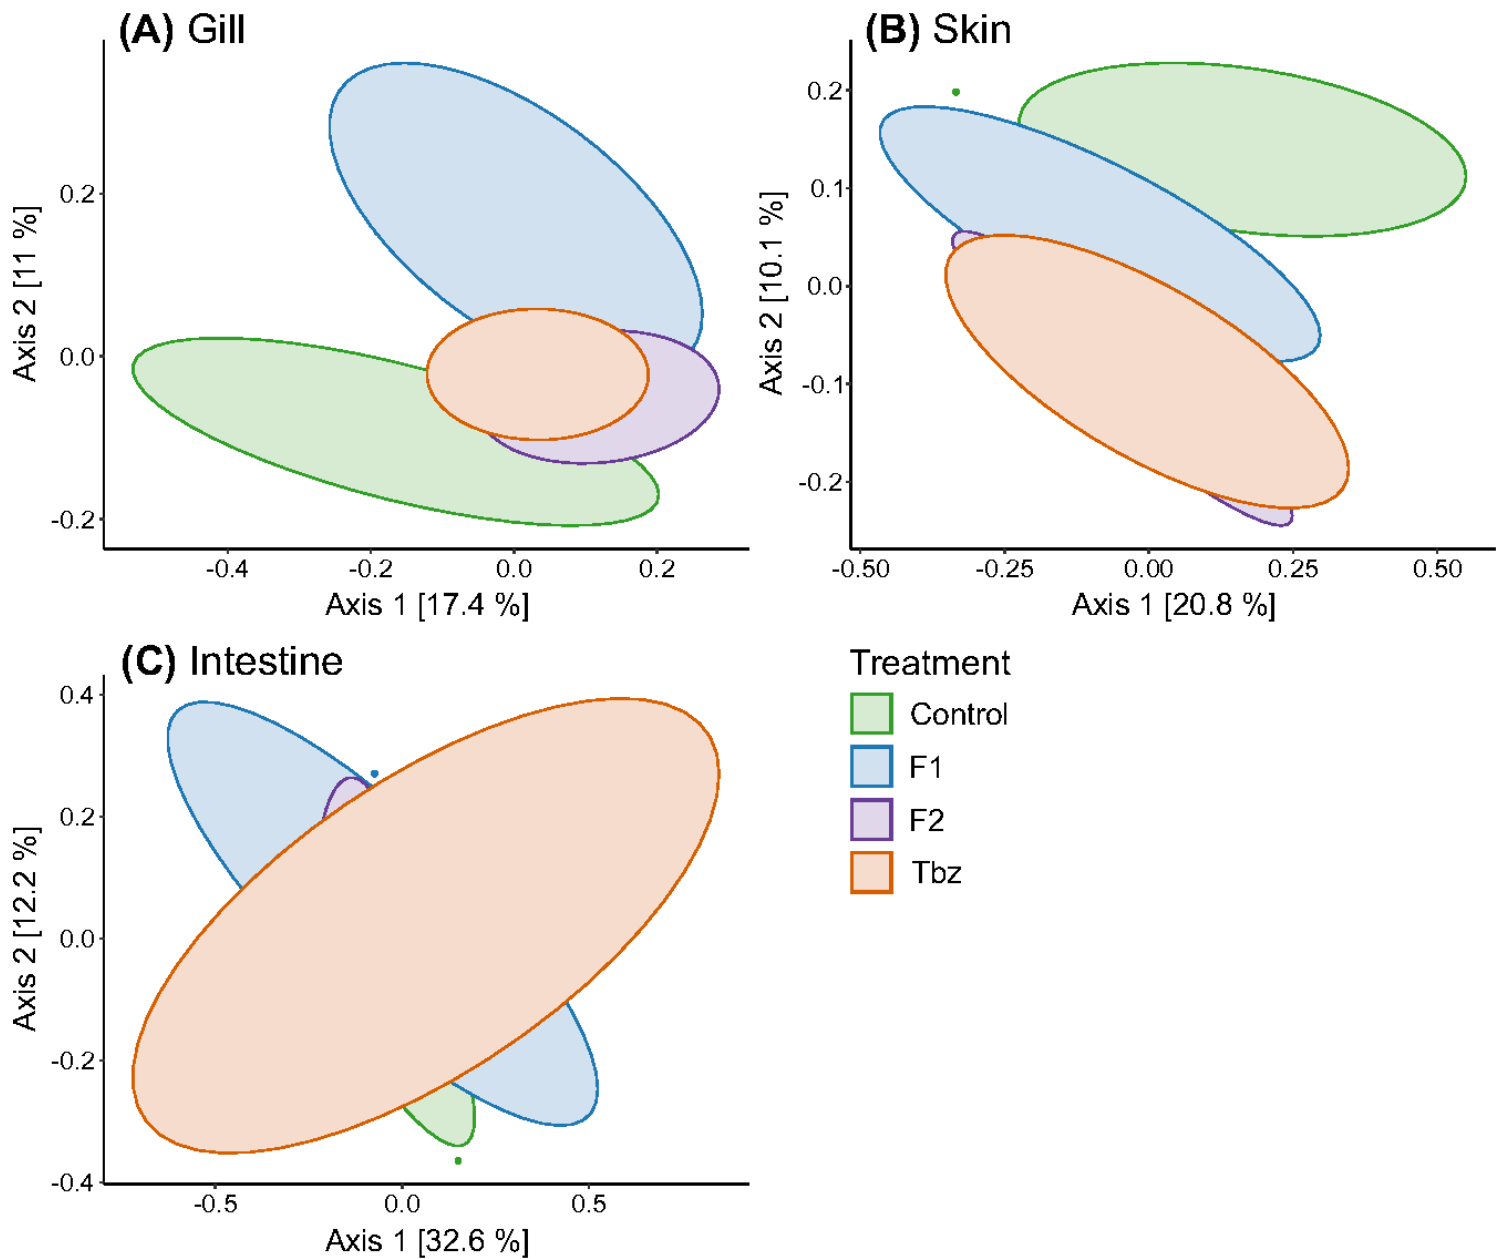 (A) Gill
Axis 2 [11 %]
0.2
0.0
-0.2
-0.4
-0.2
0.0
0.2
Axis 1 [17.4 %]
(B) Skin
Axis 2 [10.1 %]
0.2
0.1
0.0
-0.1
-0.2
-0.50
-0.25
0.00
0.25
0.50
Axis 1 [20.8 %]
(C) Intestine
Axis 2 [12.2 %]
0.4
0.2
0.0
-0.2
-0.4
-0.5
0.0
0.5
Axis 1 [32.6 %]
Treatment
Control
F1
F2
Tbz